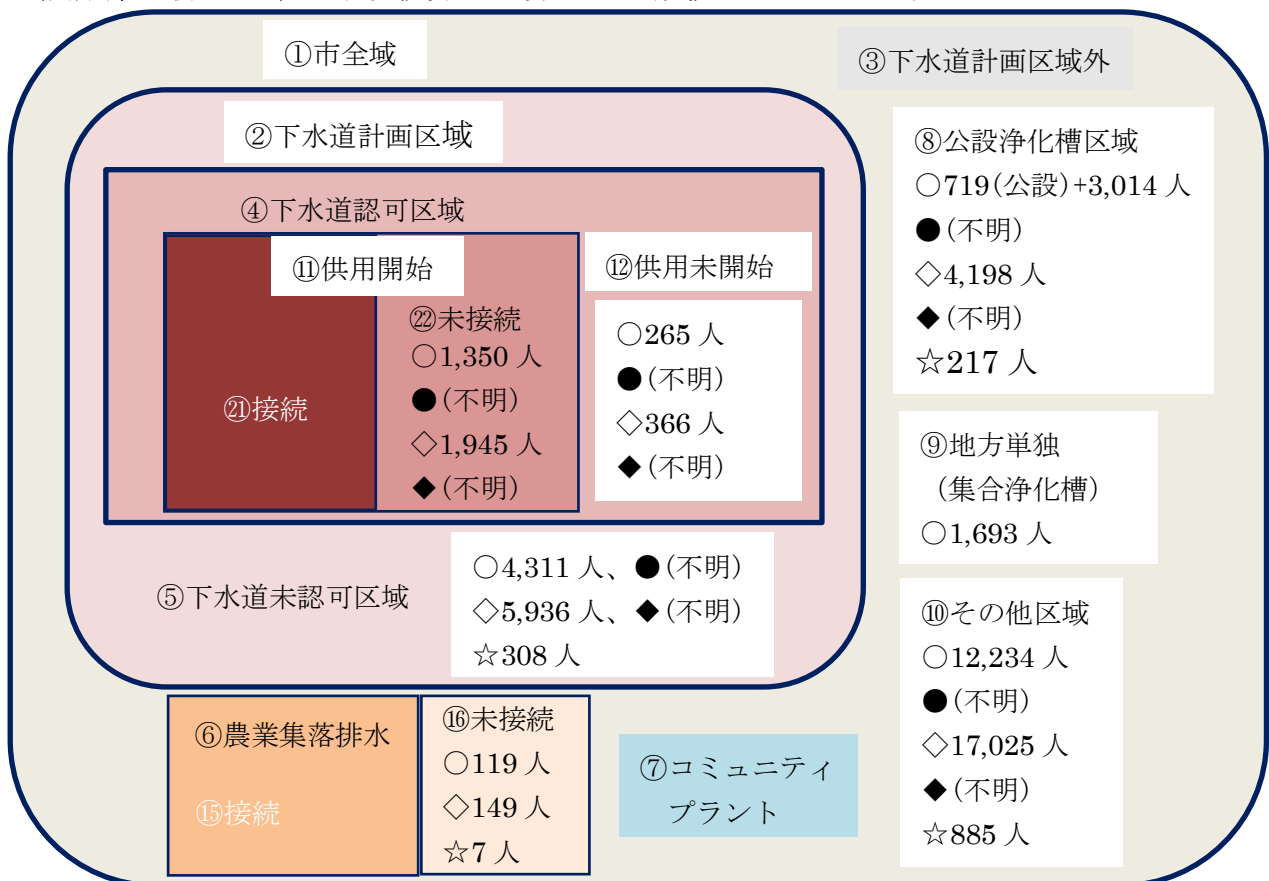 ①市全域
③下水道計画区域外
②下水道計画区域
⑧公設浄化槽区域
○719(公設)+3,014 人
●(不明)
◇4,198 人
◆(不明)
☆217 人
④下水道認可区域
⑪供用開始
⑫供用未開始
㉒未接続
○1,350 人
●(不明)
◇1,945 人
◆(不明)
○265 人
●(不明)
◇366 人
◆(不明)
㉑接続
⑨地方単独
(集合浄化槽)
○1,693 人
⑤下水道未認可区域
○4,311 人、●(不明)
◇5,936 人、◆(不明)
☆308 人
⑩その他区域
○12,234 人
●(不明)
◇17,025 人
◆(不明)
☆885 人
⑥農業集落排水
⑮接続
⑯未接続
○119 人
◇149 人
☆7 人
⑦コミュニティ
プラント